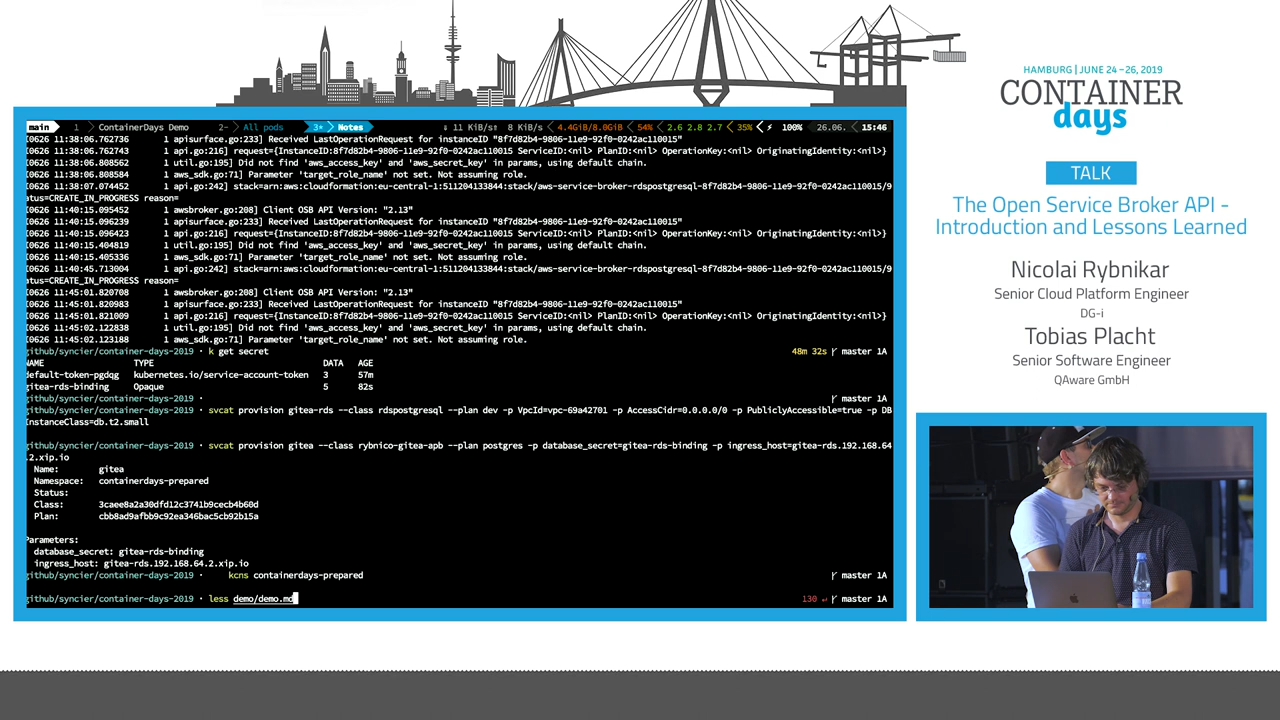 main 1 ContainerDays Demo 2- All pods 3* Notes ↓ 11 KiB/s↑ 8 KiB/s 4.4GiB/8.0GiB 54% 2.6 2.8 2.7 35% ⚡ 100% 26.06. 15:46
0626 11:38:06.762736 1 apisurface.go:233] Received LastOperationRequest for instanceID "8f7d82b4-9806-11e9-92f0-0242ac110015"
0626 11:38:06.762743 1 api.go:216] request={InstanceID:8f7d82b4-9806-11e9-92f0-0242ac110015 ServiceID:<nil> PlanID:<nil> OperationKey:<nil> OriginatingIdentity:<nil>}
0626 11:38:06.808562 1 util.go:195] Did not find 'aws_access_key' and 'aws_secret_key' in params, using default chain.
0626 11:38:06.808584 1 aws_sdk.go:71] Parameter 'target_role_name' not set. Not assuming role.
0626 11:38:07.074452 1 api.go:242] stack=arn:aws:cloudformation:eu-central-1:511204133844:stack/aws-service-broker-rdspostgresql-8f7d82b4-9806-11e9-92f0-0242ac110015/9
atus=CREATE_IN_PROGRESS reason=
0626 11:40:15.095452 1 awsbroker.go:208] Client OSB API Version: "2.13"
0626 11:40:15.096239 1 apisurface.go:233] Received LastOperationRequest for instanceID "8f7d82b4-9806-11e9-92f0-0242ac110015"
0626 11:40:15.096423 1 api.go:216] request={InstanceID:8f7d82b4-9806-11e9-92f0-0242ac110015 ServiceID:<nil> PlanID:<nil> OperationKey:<nil> OriginatingIdentity:<nil>}
0626 11:40:15.404819 1 util.go:195] Did not find 'aws_access_key' and 'aws_secret_key' in params, using default chain.
0626 11:40:15.405336 1 aws_sdk.go:71] Parameter 'target_role_name' not set. Not assuming role.
0626 11:40:45.713004 1 api.go:242] stack=arn:aws:cloudformation:eu-central-1:511204133844:stack/aws-service-broker-rdspostgresql-8f7d82b4-9806-11e9-92f0-0242ac110015/9
atus=CREATE_IN_PROGRESS reason=
0626 11:45:01.820708 1 awsbroker.go:208] Client OSB API Version: "2.13"
0626 11:45:01.820983 1 apisurface.go:233] Received LastOperationRequest for instanceID "8f7d82b4-9806-11e9-92f0-0242ac110015"
0626 11:45:01.821009 1 api.go:216] request={InstanceID:8f7d82b4-9806-11e9-92f0-0242ac110015 ServiceID:<nil> PlanID:<nil> OperationKey:<nil> OriginatingIdentity:<nil>}
0626 11:45:02.122838 1 util.go:195] Did not find 'aws_access_key' and 'aws_secret_key' in params, using default chain.
0626 11:45:02.123188 1 aws_sdk.go:71] Parameter 'target_role_name' not set. Not assuming role.
github/syncier/container-days-2019 · k get secret 48m 32s master 1A
NAME TYPE DATA AGE
default-token-pgdqg kubernetes.io/service-account-token 3 57m
gitea-rds-binding Opaque 5 82s
github/syncier/container-days-2019 · master 1A
github/syncier/container-days-2019 · svcat provision gitea-rds --class rdspostgresql --plan dev -p VpcId=vpc-69a42701 -p AccessCidr=0.0.0.0/0 -p PubliclyAccessible=true -p DB
InstanceClass=db.t2.small
github/syncier/container-days-2019 · svcat provision gitea --class rybnico-gitea-apb --plan postgres -p database_secret=gitea-rds-binding -p ingress_host=gitea-rds.192.168.64
.2.xip.io
Name: gitea
Namespace: containerdays-prepared
Status:
Class: 3caee8a2a30dfd12c3741b9cecb4b60d
Plan: cbb8ad9afbb9c92ea346bac5cb92b15a
Parameters:
database_secret: gitea-rds-binding
ingress_host: gitea-rds.192.168.64.2.xip.io
github/syncier/container-days-2019 · kcns containerdays-prepared master 1A
github/syncier/container-days-2019 · less demo/demo.md 130 ↵ master 1A
HAMBURG | JUNE 24 – 26, 2019
CONTAINER
days
TALK
The Open Service Broker API -
Introduction and Lessons Learned
Nicolai Rybnikar
Senior Cloud Platform Engineer
DG-i
Tobias Placht
Senior Software Engineer
QAware GmbH